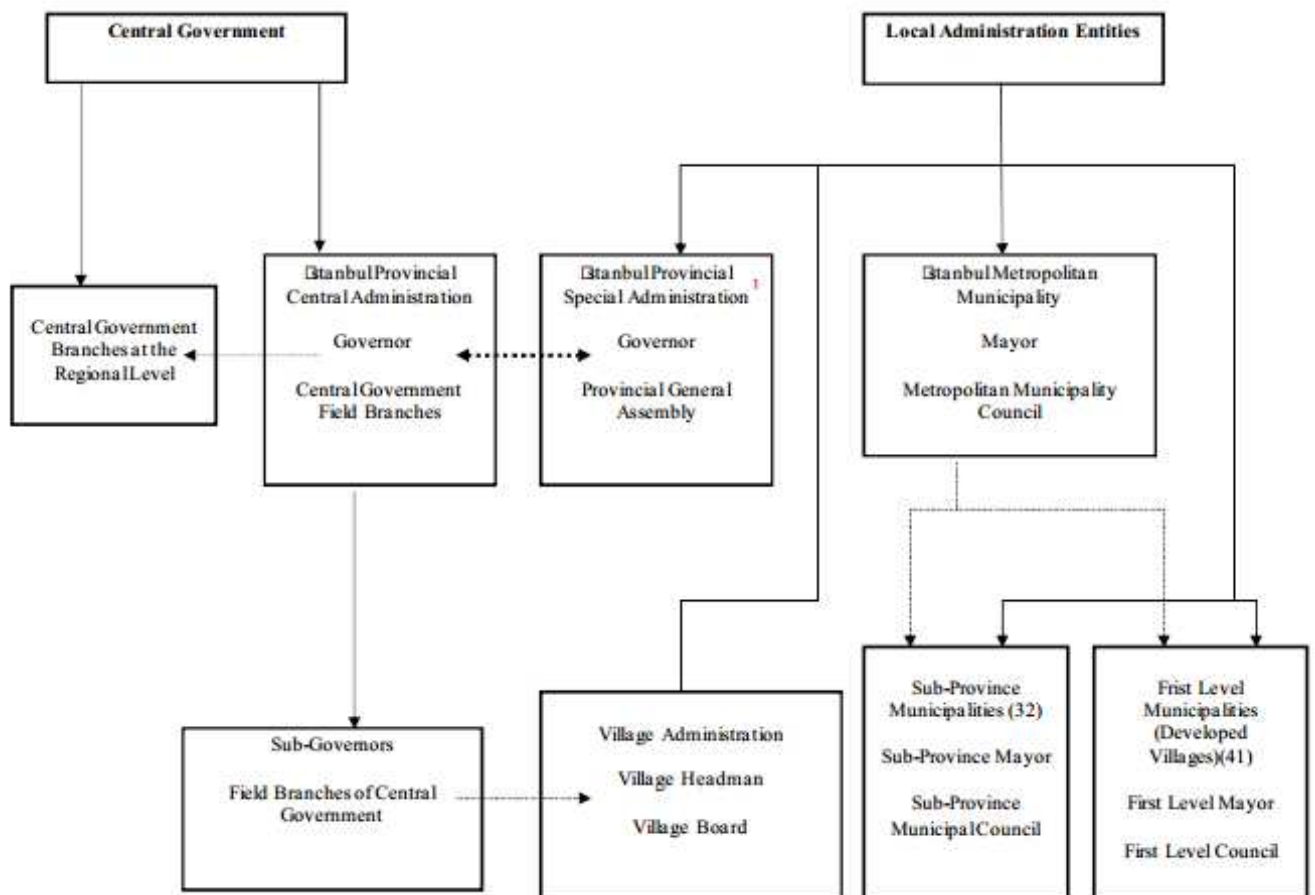 Central Government
Local Administration Entities
Central Government
Branches at the
Regional Level
□stanbul Provincial
Central Administration
Governor
Central Government
Field Branches
□stanbul Provincial
Special Administration 1
Governor
Provincial General
Assembly
□stanbul Metropolitan
Municipality
Mayor
Metropolitan Municipality
Council
Sub-Governors
Field Branches of Central
Government
Village Administration
Village Headman
Village Board
Sub-Province
Municipalities (32)
Sub-Province Mayor
Sub-Province
Municipal Council
Frist Level
Municipalities
(Developed
Villages)(41)
First Level Mayor
First Level Council